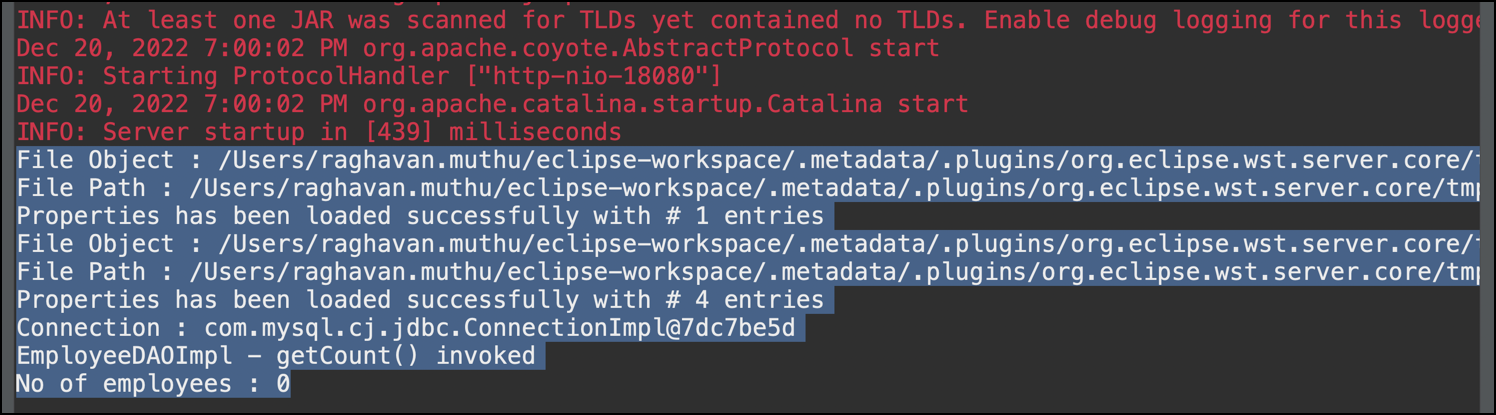 INFO: At least one JAR was scanned for TLDs yet contained no TLDs. Enable debug logging for this logge
Dec 20, 2022 7:00:02 PM org.apache.coyote.AbstractProtocol start
INFO: Starting ProtocolHandler ["http-nio-18080"]
Dec 20, 2022 7:00:02 PM org.apache.catalina.startup.Catalina start
INFO: Server startup in [439] milliseconds
File Object : /Users/raghavan.muthu/eclipse-workspace/.metadata/.plugins/org.eclipse.wst.server.core/
File Path : /Users/raghavan.muthu/eclipse-workspace/.metadata/.plugins/org.eclipse.wst.server.core/tmp
Properties has been loaded successfully with # 1 entries
File Object : /Users/raghavan.muthu/eclipse-workspace/.metadata/.plugins/org.eclipse.wst.server.core/
File Path : /Users/raghavan.muthu/eclipse-workspace/.metadata/.plugins/org.eclipse.wst.server.core/tmp
Properties has been loaded successfully with # 4 entries
Connection : com.mysql.cj.jdbc.ConnectionImpl@7dc7be5d
EmployeeDAOImpl - getCount() invoked
No of employees : 0